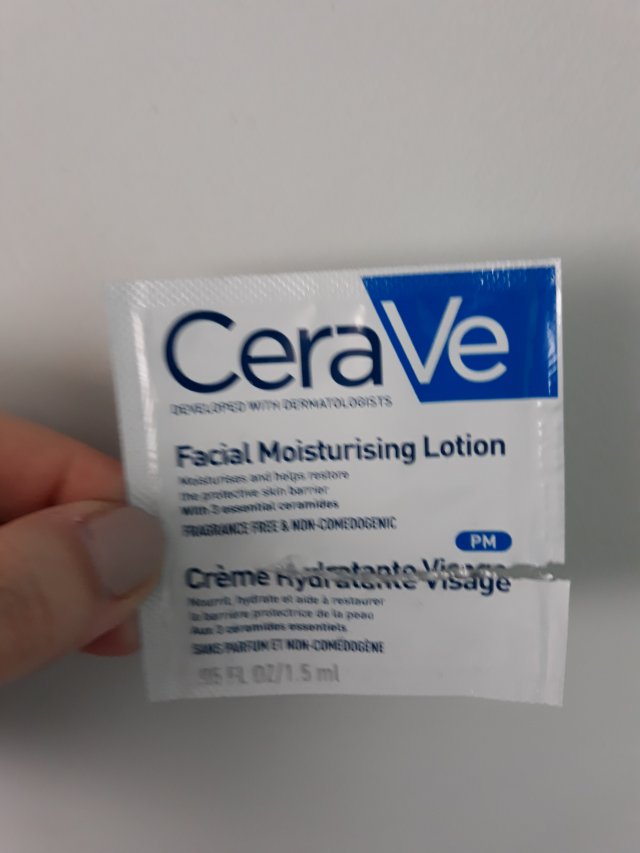 CeraVe
DEVELOPED WITH DERMATOLOGISTS
Facial Moisturising Lotion
Moisturises and helps restore
the protective skin barrier
With 3 essential ceramides
FRAGRANCE FREE & NON-COMEDOGENIC
PM
Crème Hydratante Visage
Nourrit, hydrate et aide à restaurer
la barrière protectrice de la peau
Aux 3 céramides essentiels
SANS PARFUM ET NON-COMÉDOGÈNE
.05 FL OZ/1.5 ml